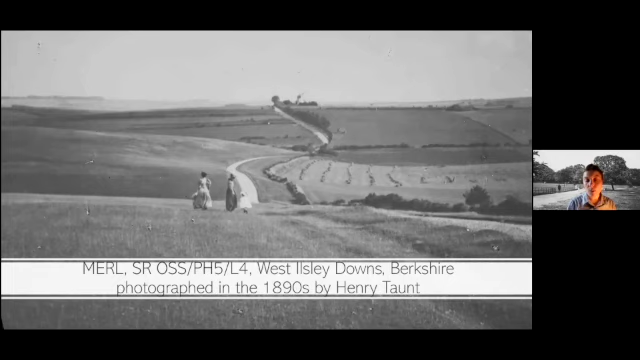 MERL, SR OSS/PH5/L4, West Ilsley Downs, Berkshire
photographed in the 1890s by Henry Taunt